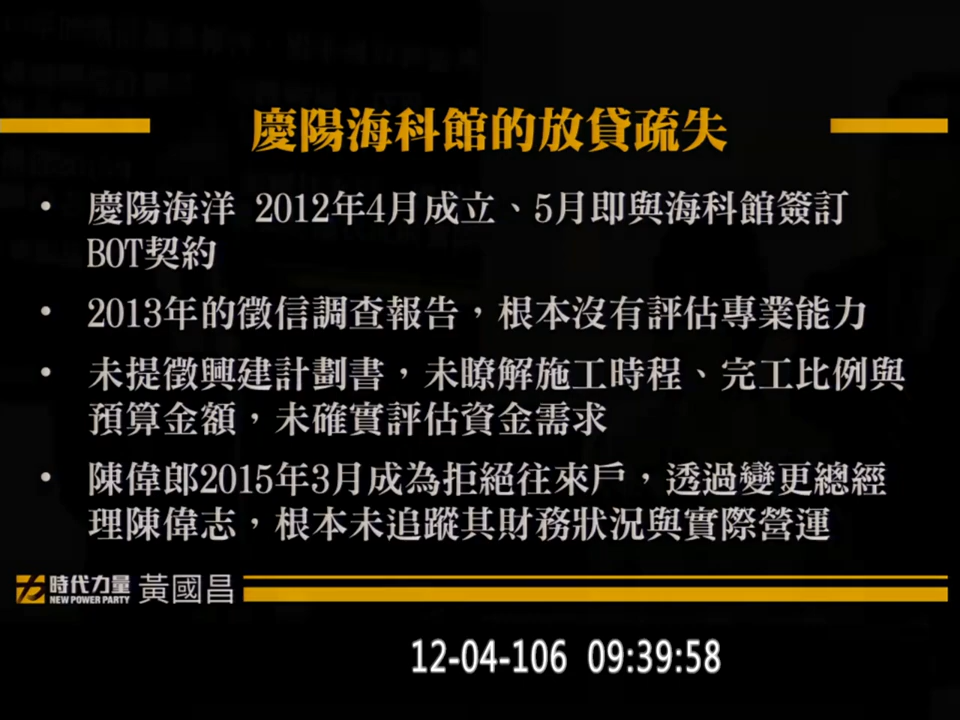 慶陽海科館的放貸疏失
• 慶陽海洋 2012年4月成立、5月即與海科館簽訂
BOT契約
• 2013年的徵信調查報告，根本沒有評估專業能力
• 未提徵興建計劃書，未瞭解施工時程、完工比例與
預算金額，未確實評估資金需求
• 陳偉郎2015年3月成為拒絕往來戶，透過變更總經
理陳偉志，根本未追蹤其財務狀況與實際營運
時代力量 黃國昌
NEW POWER PARTY
12-04-106 09:39:58